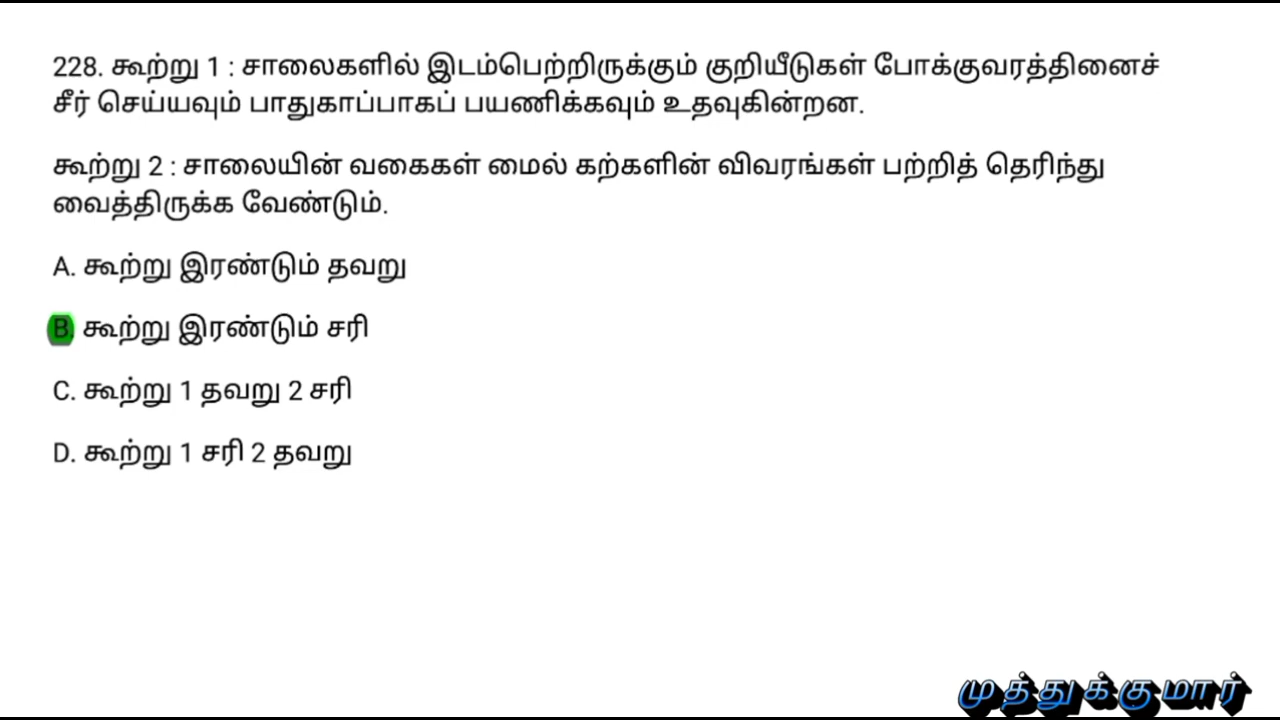 228. கூற்று 1 : சாலைகளில் இடம்பெற்றிருக்கும் குறியீடுகள் போக்குவரத்தினைச்
சீர் செய்யவும் பாதுகாப்பாகப் பயணிக்கவும் உதவுகின்றன.
கூற்று 2 : சாலையின் வகைகள் மைல் கற்களின் விவரங்கள் பற்றித் தெரிந்து
வைத்திருக்க வேண்டும்.
A. கூற்று இரண்டும் தவறு
B. கூற்று இரண்டும் சரி
C. கூற்று 1 தவறு 2 சரி
D. கூற்று 1 சரி 2 தவறு
முத்துக்குமார்